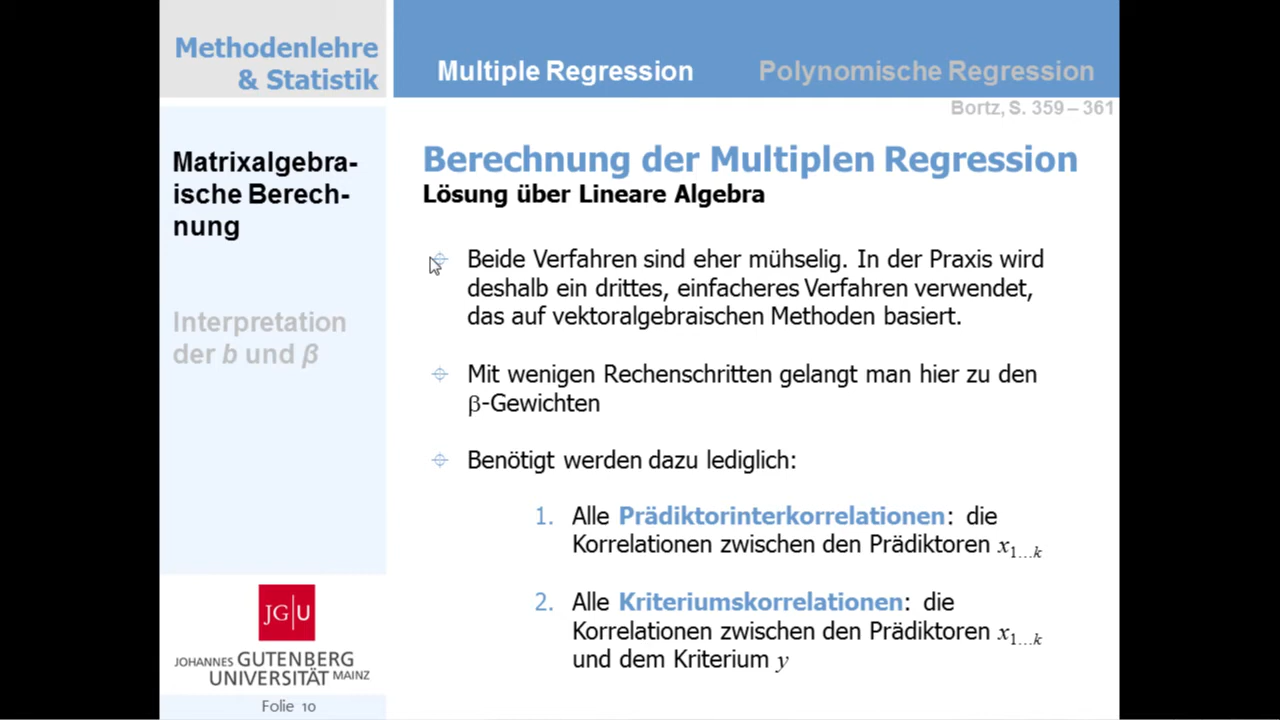 Methodenlehre
& Statistik
Multiple Regression
Polynomische Regression
Bortz, S. 359 – 361
Matrixalgebra-
ische Berech-
nung
Interpretation
der b und β
Berechnung der Multiplen Regression
Lösung über Lineare Algebra
Beide Verfahren sind eher mühselig. In der Praxis wird
deshalb ein drittes, einfacheres Verfahren verwendet,
das auf vektoralgebraischen Methoden basiert.
Mit wenigen Rechenschritten gelangt man hier zu den
β-Gewichten
Benötigt werden dazu lediglich:
1. Alle Prädiktorinterkorrelationen: die
Korrelationen zwischen den Prädiktoren x1…k
2. Alle Kriteriumskorrelationen: die
Korrelationen zwischen den Prädiktoren x1…k
und dem Kriterium y
JG|U
JOHANNES GUTENBERG
UNIVERSITÄT MAINZ
Folie 10